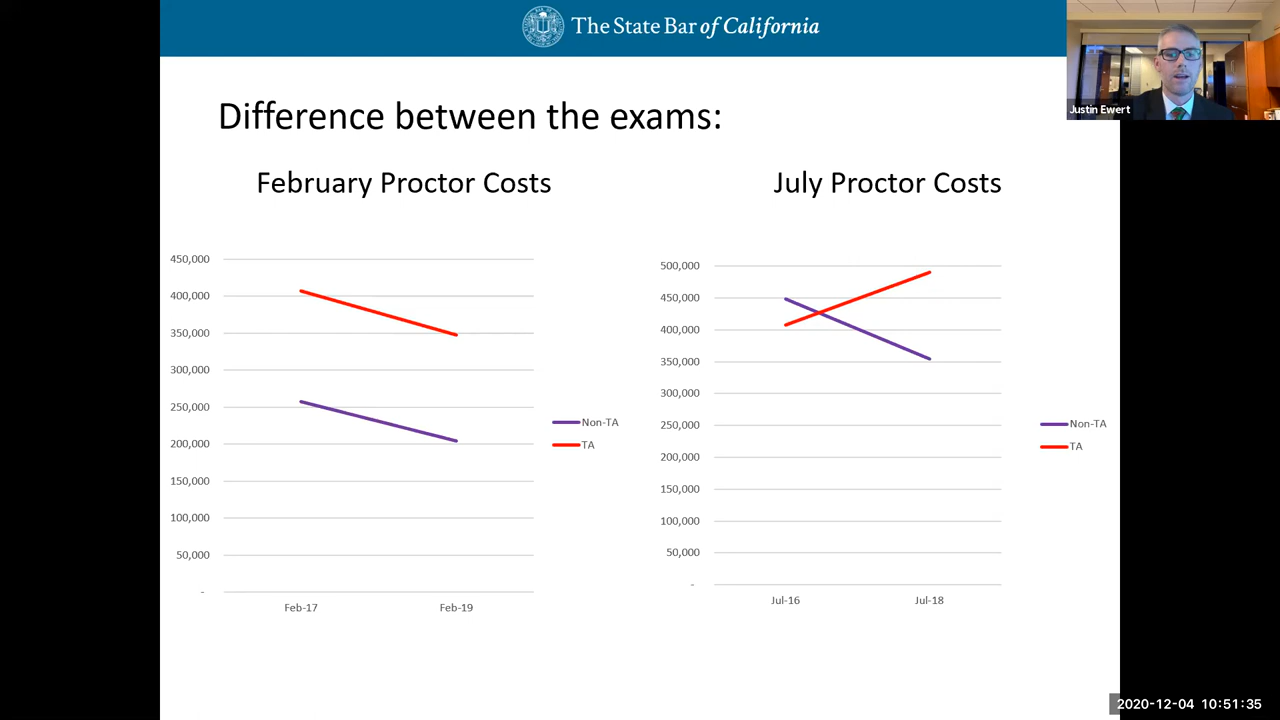 The State Bar of California
Justin Ewert
Difference between the exams:
February Proctor Costs
450,000
400,000
350,000
300,000
250,000
200,000
150,000
100,000
50,000
-
Feb-17
Feb-19
Non-TA
TA
July Proctor Costs
500,000
450,000
400,000
350,000
300,000
250,000
200,000
150,000
100,000
50,000
-
Jul-16
Jul-18
Non-TA
TA
2020-12-04 10:51:35